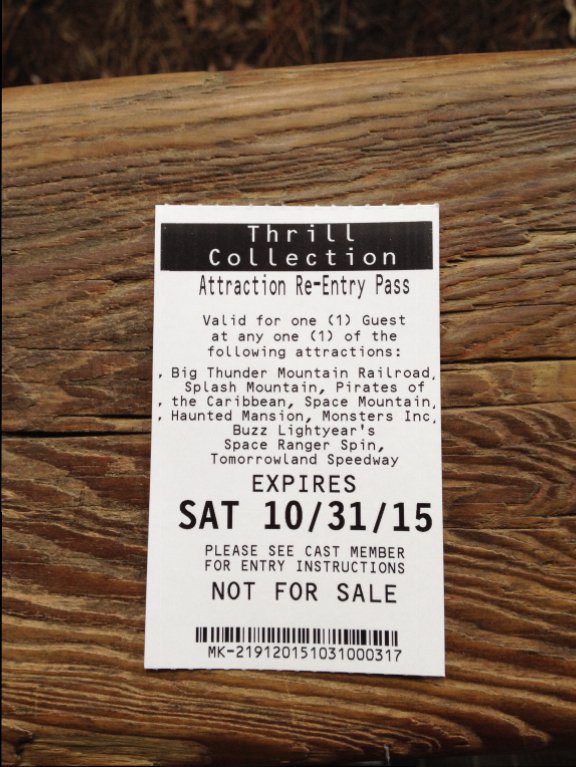 Thrill
Collection
Attraction Re-Entry Pass
Valid for one (1) Guest
at any one (1) of the
following attractions:
, Big Thunder Mountain Railroad,
Splash Mountain, Pirates of
, the Caribbean, Space Mountain,
, Haunted Mansion, Monsters Inc,
Buzz Lightyear's
Space Ranger Spin,
Tomorrowland Speedway
EXPIRES
SAT 10/31/15
PLEASE SEE CAST MEMBER
FOR ENTRY INSTRUCTIONS
NOT FOR SALE
MK-219120151031000317